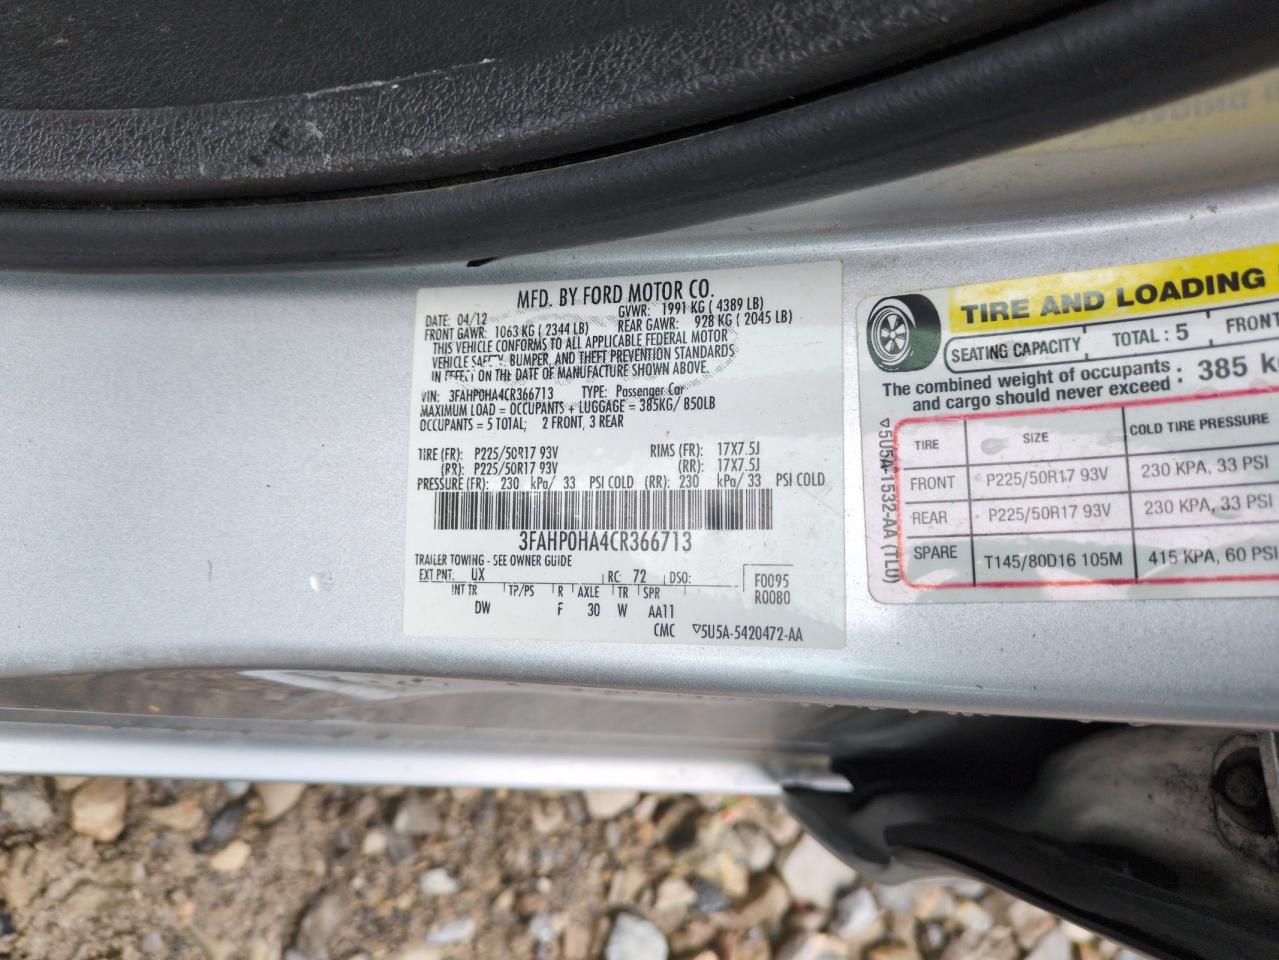 MFD. BY FORD MOTOR CO.
DATE: 04/12 GVWR: 1991 KG ( 4389 LB)
FRONT GAWR: 1063 KG ( 2344 LB) REAR GAWR: 928 KG ( 2045 LB)
THIS VEHICLE CONFORMS TO ALL APPLICABLE FEDERAL MOTOR
VEHICLE SAFETY, BUMPER, AND THEFT PREVENTION STANDARDS
IN EFFECT ON THE DATE OF MANUFACTURE SHOWN ABOVE.
VIN: 3FAHP0HA4CR366713 TYPE: Passenger Car
MAXIMUM LOAD = OCCUPANTS + LUGGAGE = 385KG/ 850LB
OCCUPANTS = 5 TOTAL; 2 FRONT, 3 REAR
TIRE (FR): P225/50R17 93V RIMS (FR): 17X7.5J
(RR): P225/50R17 93V (RR): 17X7.5J
PRESSURE (FR): 230 kPa/ 33 PSI COLD (RR): 230 kPa/ 33 PSI COLD
3FAHP0HA4CR366713
TRAILER TOWING - SEE OWNER GUIDE
EXT PNT: UX RC: 72 DSO:
F0095
R0080
INT TR TP/PS R AXLE TR SPR
DW F 30 W AA11
CMC ▽5U5A-5420472-AA
TIRE AND LOADING
SEATING CAPACITY TOTAL : 5 FRONT
The combined weight of occupants
and cargo should never exceed : 385 k
TIRE SIZE COLD TIRE PRESSURE
FRONT P225/50R17 93V 230 KPA, 33 PSI
REAR P225/50R17 93V 230 KPA, 33 PSI
SPARE T145/80D16 105M 415 KPA, 60 PSI
▽5U5A-1532-AA (1L0)